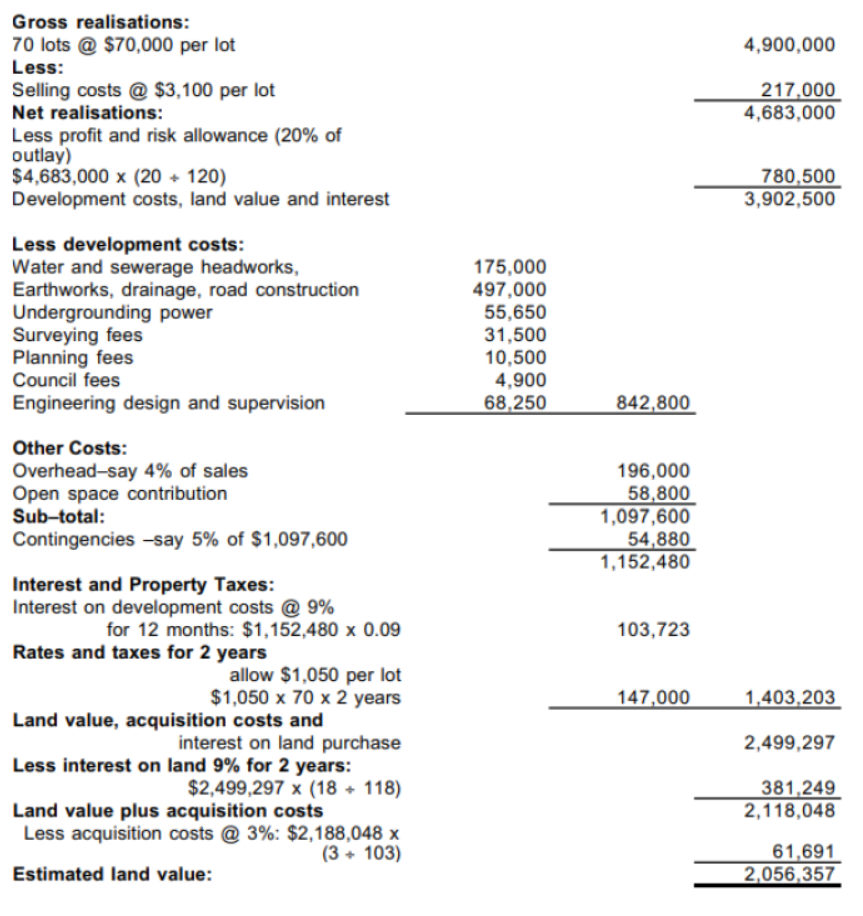 Gross realisations:
70 lots @ $70,000 per lot 4,900,000
Less:
Selling costs @ $3,100 per lot 217,000
Net realisations: 4,683,000
Less profit and risk allowance (20% of
outlay)
$4,683,000 x (20 ÷ 120) 780,500
Development costs, land value and interest 3,902,500
Less development costs:
Water and sewerage headworks, 175,000
Earthworks, drainage, road construction 497,000
Undergrounding power 55,650
Surveying fees 31,500
Planning fees 10,500
Council fees 4,900
Engineering design and supervision 68,250 842,800
Other Costs:
Overhead–say 4% of sales 196,000
Open space contribution 58,800
Sub–total: 1,097,600
Contingencies –say 5% of $1,097,600 54,880
1,152,480
Interest and Property Taxes:
Interest on development costs @ 9%
for 12 months: $1,152,480 x 0.09 103,723
Rates and taxes for 2 years
allow $1,050 per lot
$1,050 x 70 x 2 years 147,000 1,403,203
Land value, acquisition costs and
interest on land purchase 2,499,297
Less interest on land 9% for 2 years:
$2,499,297 x (18 ÷ 118) 381,249
Land value plus acquisition costs 2,118,048
Less acquisition costs @ 3%: $2,188,048 x
(3 ÷ 103) 61,691
Estimated land value: 2,056,357